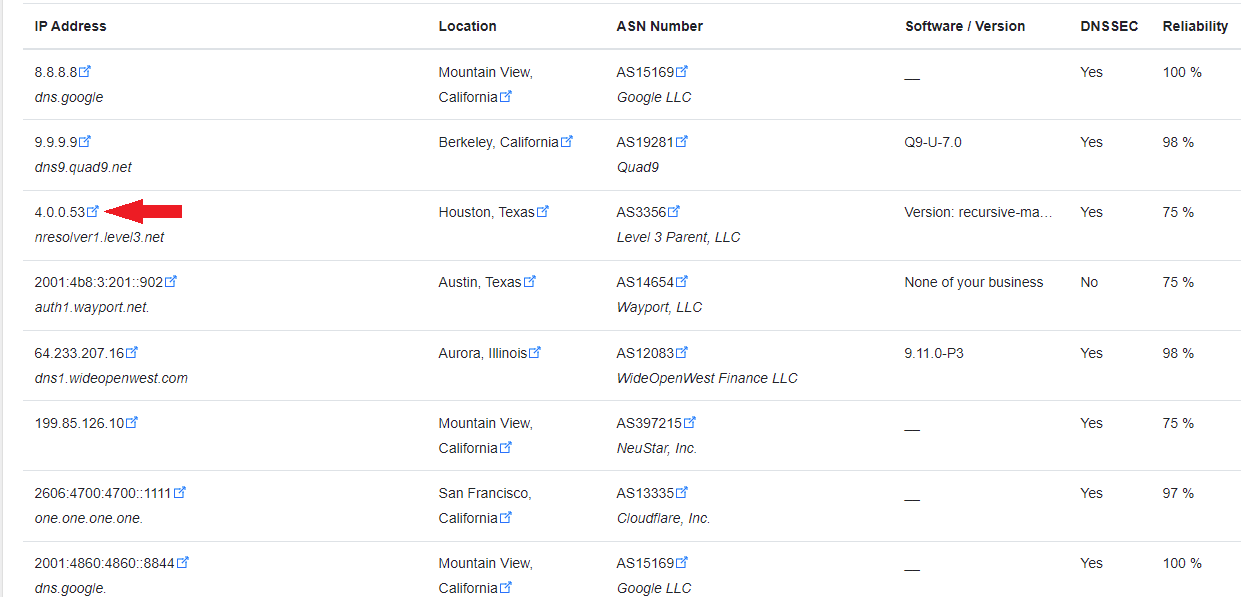 IP Address Location ASN Number Software / Version DNSSEC Reliability
8.8.8.8 Mountain View, AS15169 __ Yes 100 %
dns.google California Google LLC
9.9.9.9 Berkeley, California AS19281 Q9-U-7.0 Yes 98 %
dns9.quad9.net Quad9
4.0.0.53 Houston, Texas AS3356 Version: recursive-ma... Yes 75 %
nresolver1.level3.net Level 3 Parent, LLC
2001:4b8:3:201::902 Austin, Texas AS14654 None of your business No 75 %
auth1.wayport.net. Wayport, LLC
64.233.207.16 Aurora, Illinois AS12083 9.11.0-P3 Yes 98 %
dns1.wideopenwest.com WideOpenWest Finance LLC
199.85.126.10 Mountain View, AS397215 __ Yes 75 %
California NeuStar, Inc.
2606:4700:4700::1111 San Francisco, AS13335 __ Yes 97 %
one.one.one.one. California Cloudflare, Inc.
2001:4860:4860::8844 Mountain View, AS15169 __ Yes 100 %
dns.google. California Google LLC